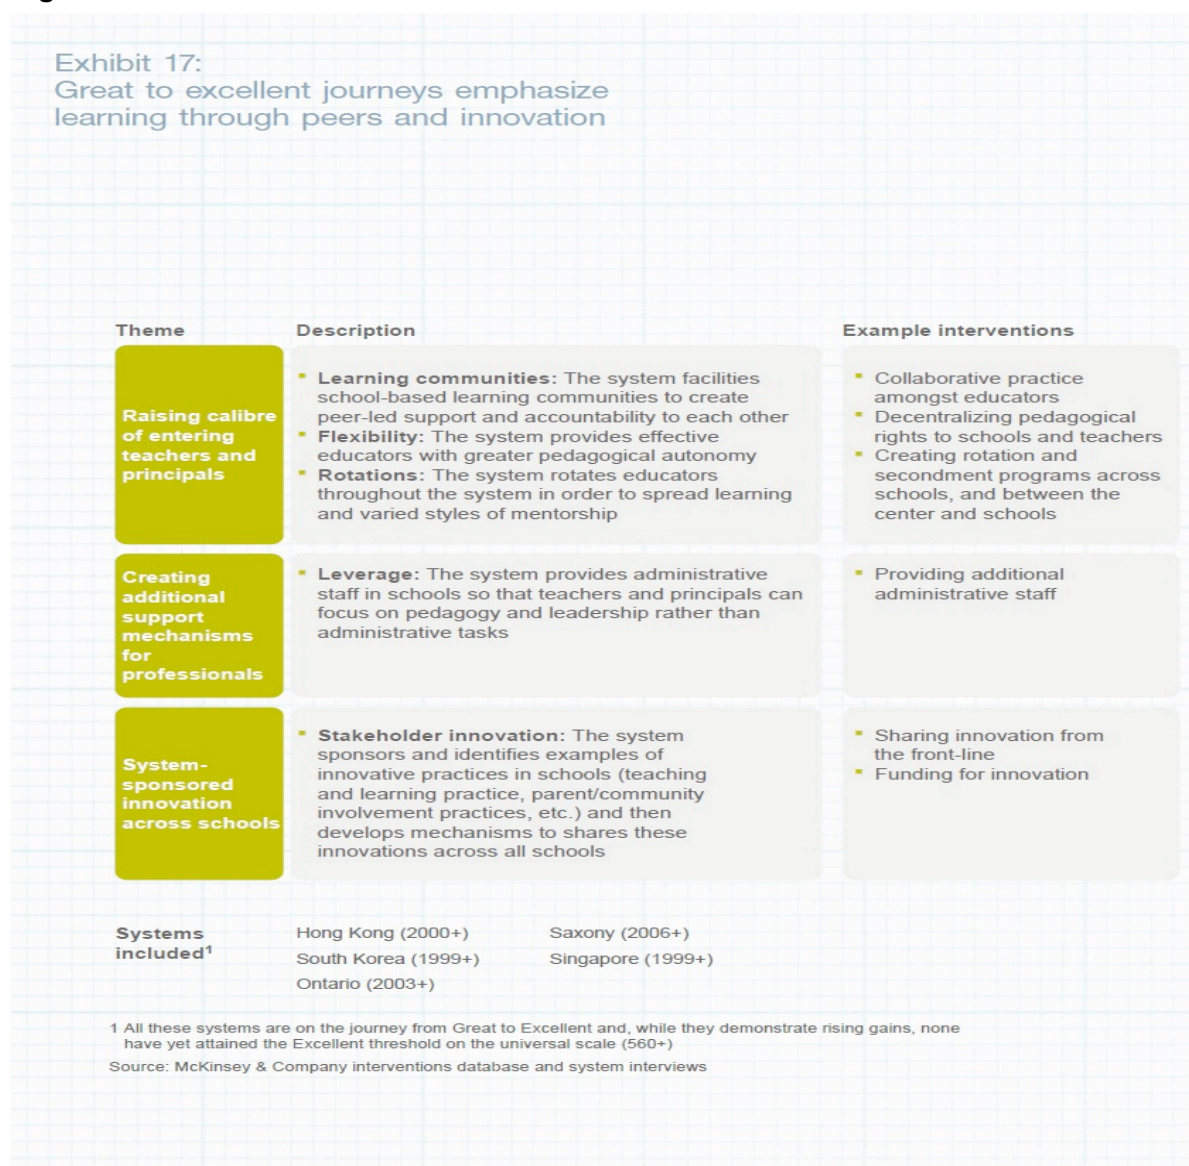 Exhibit 17:
Great to excellent journeys emphasize
learning through peers and innovation
Theme
Description
Example interventions
Raising calibre
of entering
teachers and
principals
▪ Learning communities: The system facilities
school-based learning communities to create
peer-led support and accountability to each other
▪ Flexibility: The system provides effective
educators with greater pedagogical autonomy
▪ Rotations: The system rotates educators
throughout the system in order to spread learning
and varied styles of mentorship
▪ Collaborative practice
amongst educators
▪ Decentralizing pedagogical
rights to schools and teachers
▪ Creating rotation and
secondment programs across
schools, and between the
center and schools
Creating
additional
support
mechanisms
for
professionals
▪ Leverage: The system provides administrative
staff in schools so that teachers and principals can
focus on pedagogy and leadership rather than
administrative tasks
▪ Providing additional
administrative staff
System-
sponsored
innovation
across schools
▪ Stakeholder innovation: The system
sponsors and identifies examples of
innovative practices in schools (teaching
and learning practice, parent/community
involvement practices, etc.) and then
develops mechanisms to shares these
innovations across all schools
▪ Sharing innovation from
the front-line
▪ Funding for innovation
Systems
included¹
Hong Kong (2000+)
South Korea (1999+)
Ontario (2003+)
Saxony (2006+)
Singapore (1999+)
1 All these systems are on the journey from Great to Excellent and, while they demonstrate rising gains, none
have yet attained the Excellent threshold on the universal scale (560+)
Source: McKinsey & Company interventions database and system interviews